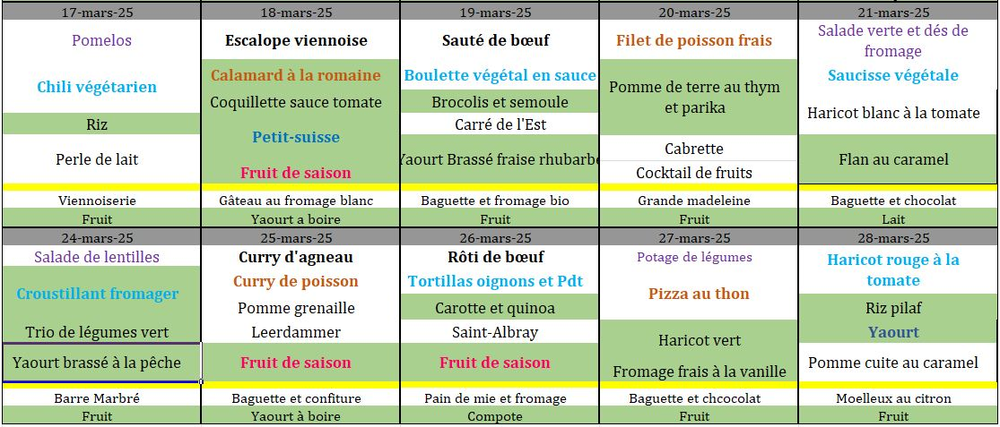 17-mars-25
Pomelos
Chili végétarien
Riz
Perle de lait
Viennoiserie
Fruit
18-mars-25
Escalope viennoise
Calamard à la romaine
Coquillette sauce tomate
Petit-suisse
Fruit de saison
Gâteau au fromage blanc
Yaourt a boire
19-mars-25
Sauté de bœuf
Boulette végétal en sauce
Brocolis et semoule
Carré de l'Est
Yaourt Brassé fraise rhubarbe
Baguette et fromage bio
Fruit
20-mars-25
Filet de poisson frais
Pomme de terre au thym
et parika
Cabrette
Cocktail de fruits
Grande madeleine
Fruit
21-mars-25
Salade verte et dés de
fromage
Saucisse végétale
Haricot blanc à la tomate
Flan au caramel
Baguette et chocolat
Lait
24-mars-25
Salade de lentilles
Croustillant fromager
Trio de légumes vert
Yaourt brassé à la pêche
Barre Marbré
Fruit
25-mars-25
Curry d'agneau
Curry de poisson
Pomme grenaille
Leerdammer
Fruit de saison
Baguette et confiture
Yaourt à boire
26-mars-25
Rôti de bœuf
Tortillas oignons et Pdt
Carotte et quinoa
Saint-Albray
Fruit de saison
Pain de mie et fromage
Compote
27-mars-25
Potage de légumes
Pizza au thon
Haricot vert
Fromage frais à la vanille
Baguette et chcocolat
Fruit
28-mars-25
Haricot rouge à la
tomate
Riz pilaf
Yaourt
Pomme cuite au caramel
Moelleux au citron
Fruit